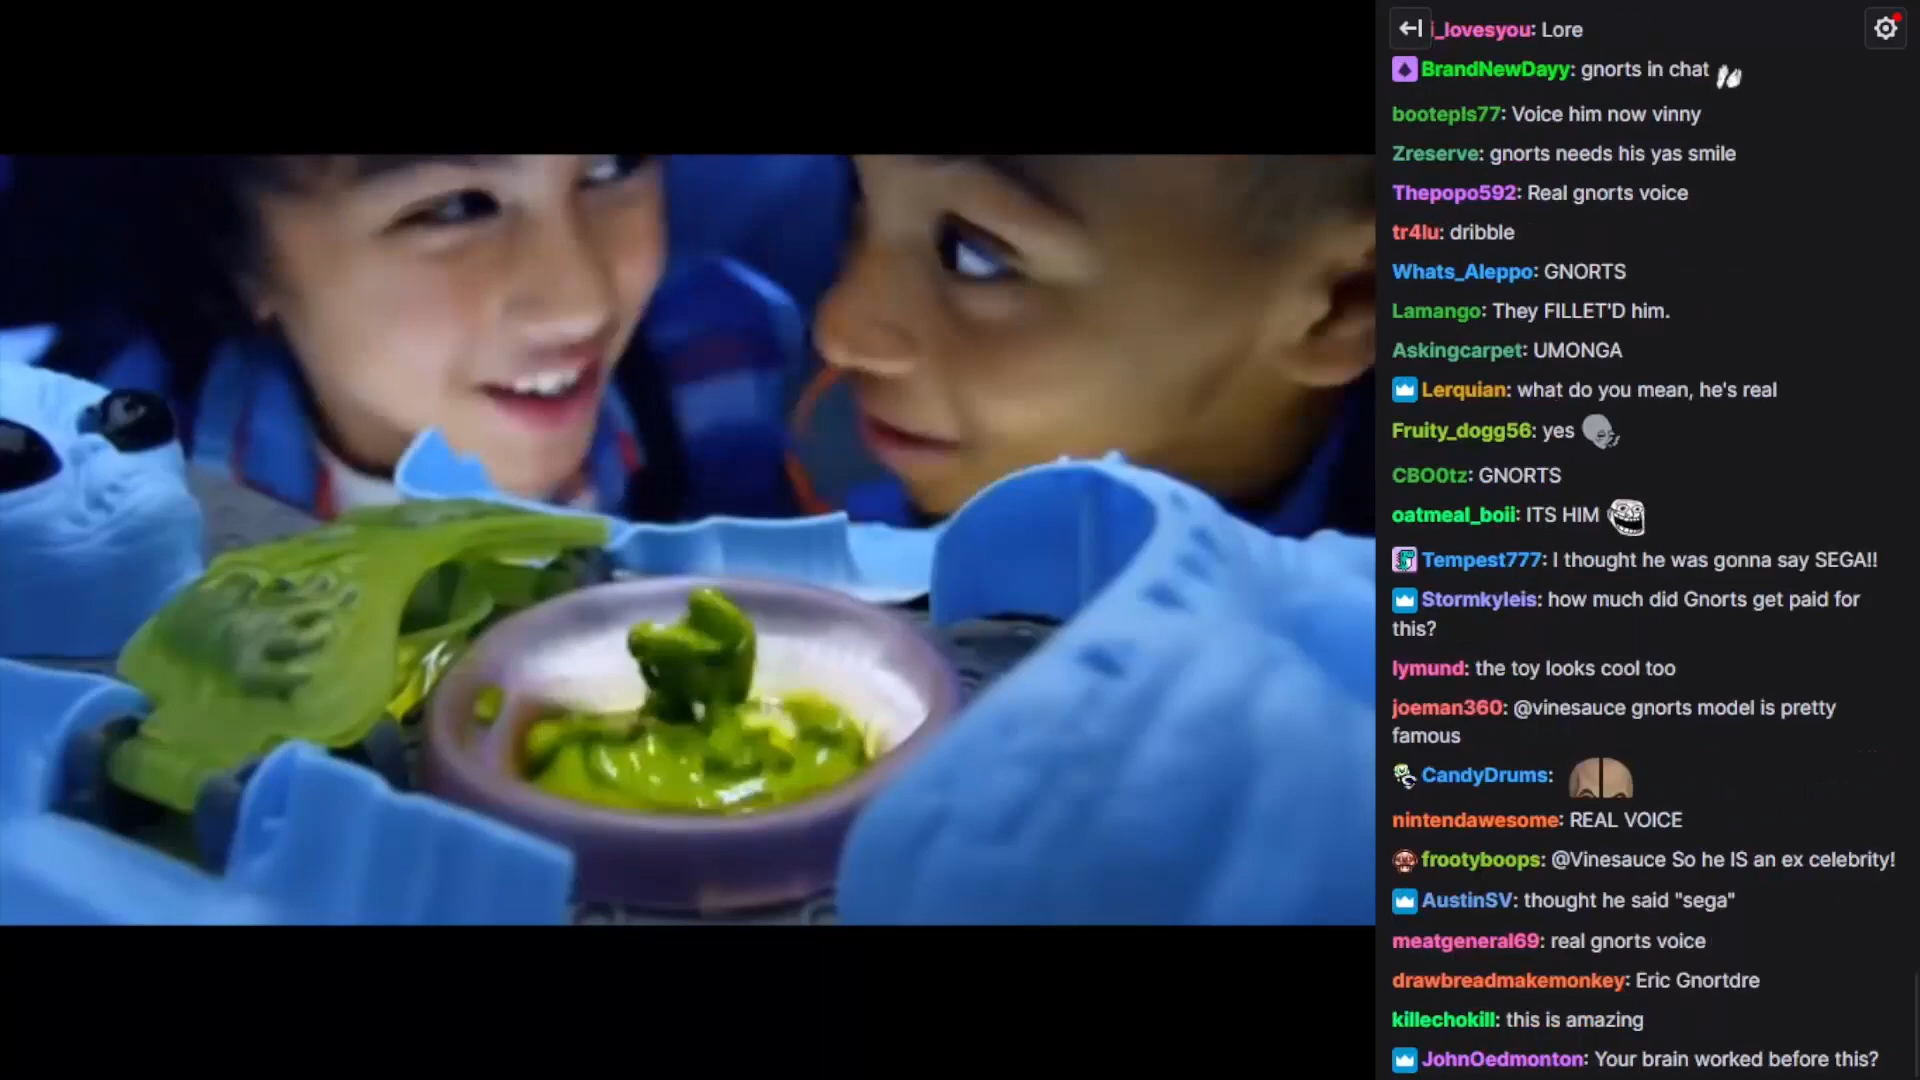 i_lovesyou: Lore
BrandNewDayy: gnorts in chat
bootepls77: Voice him now vinny
Zreserve: gnorts needs his yas smile
Thepopo592: Real gnorts voice
tr4lu: dribble
Whats_Aleppo: GNORTS
Lamango: They FILLET'D him.
Askingcarpet: UMONGA
Lerquian: what do you mean, he's real
Fruity_dogg56: yes
CBO0tz: GNORTS
oatmeal_boii: ITS HIM
Tempest777: I thought he was gonna say SEGA!!
Stormkyleis: how much did Gnorts get paid for
this?
lymund: the toy looks cool too
joeman360: @vinesauce gnorts model is pretty
famous
CandyDrums:
nintendawesome: REAL VOICE
frootyboops: @Vinesauce So he IS an ex celebrity!
AustinSV: thought he said "sega"
meatgeneral69: real gnorts voice
drawbreadmakemonkey: Eric Gnortdre
killechokill: this is amazing
JohnOedmonton: Your brain worked before this?